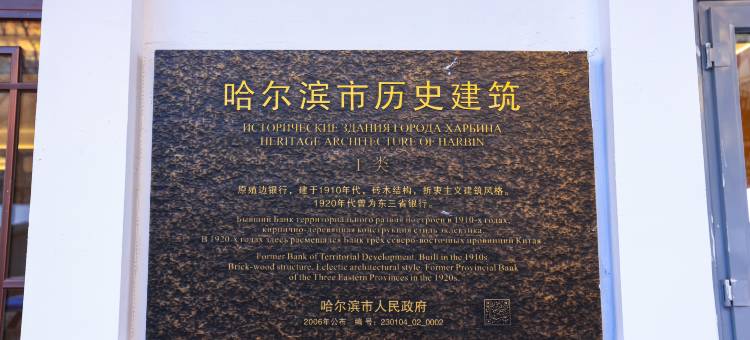 哈尔滨市历史建筑
ИСТОРИЧЕСКИЕ ЗДАНИЯ ГОРОДА ХАРБИНА
HERITAGE ARCHITECTURE OF HARBIN
I 类
原殖边银行，建于1910年代，砖木结构，折衷主义建筑风格。
1920年代曾为东三省银行。
Бывший Банк территориального развия построен в 1910-х годах,
кирпично-деревянная конструкция стиль эклектика.
В 1920-х годах здесь размещался Банк трёх северо-восточных провинций Китая
Former Bank of Territorial Development. Built in the 1910s
Brick-wood structure. Eclectic architectural style. Former Provincial Bank
of the Three Eastern Provinces in the 1920s.
哈尔滨市人民政府
2006年公布 编 号：230104_02_0002